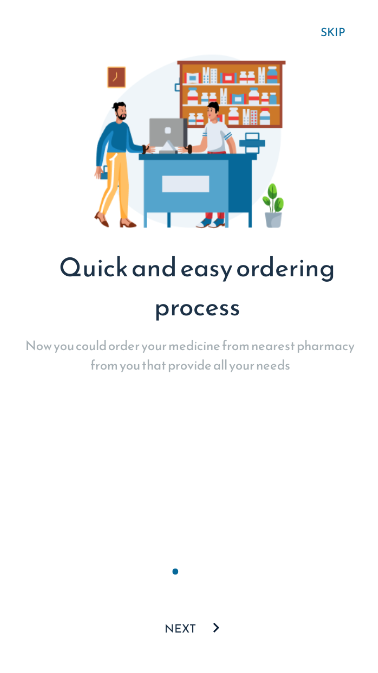 SKIP
Quick and easy ordering
process
Now you could order your medicine from nearest pharmacy
from you that provide all your needs
NEXT